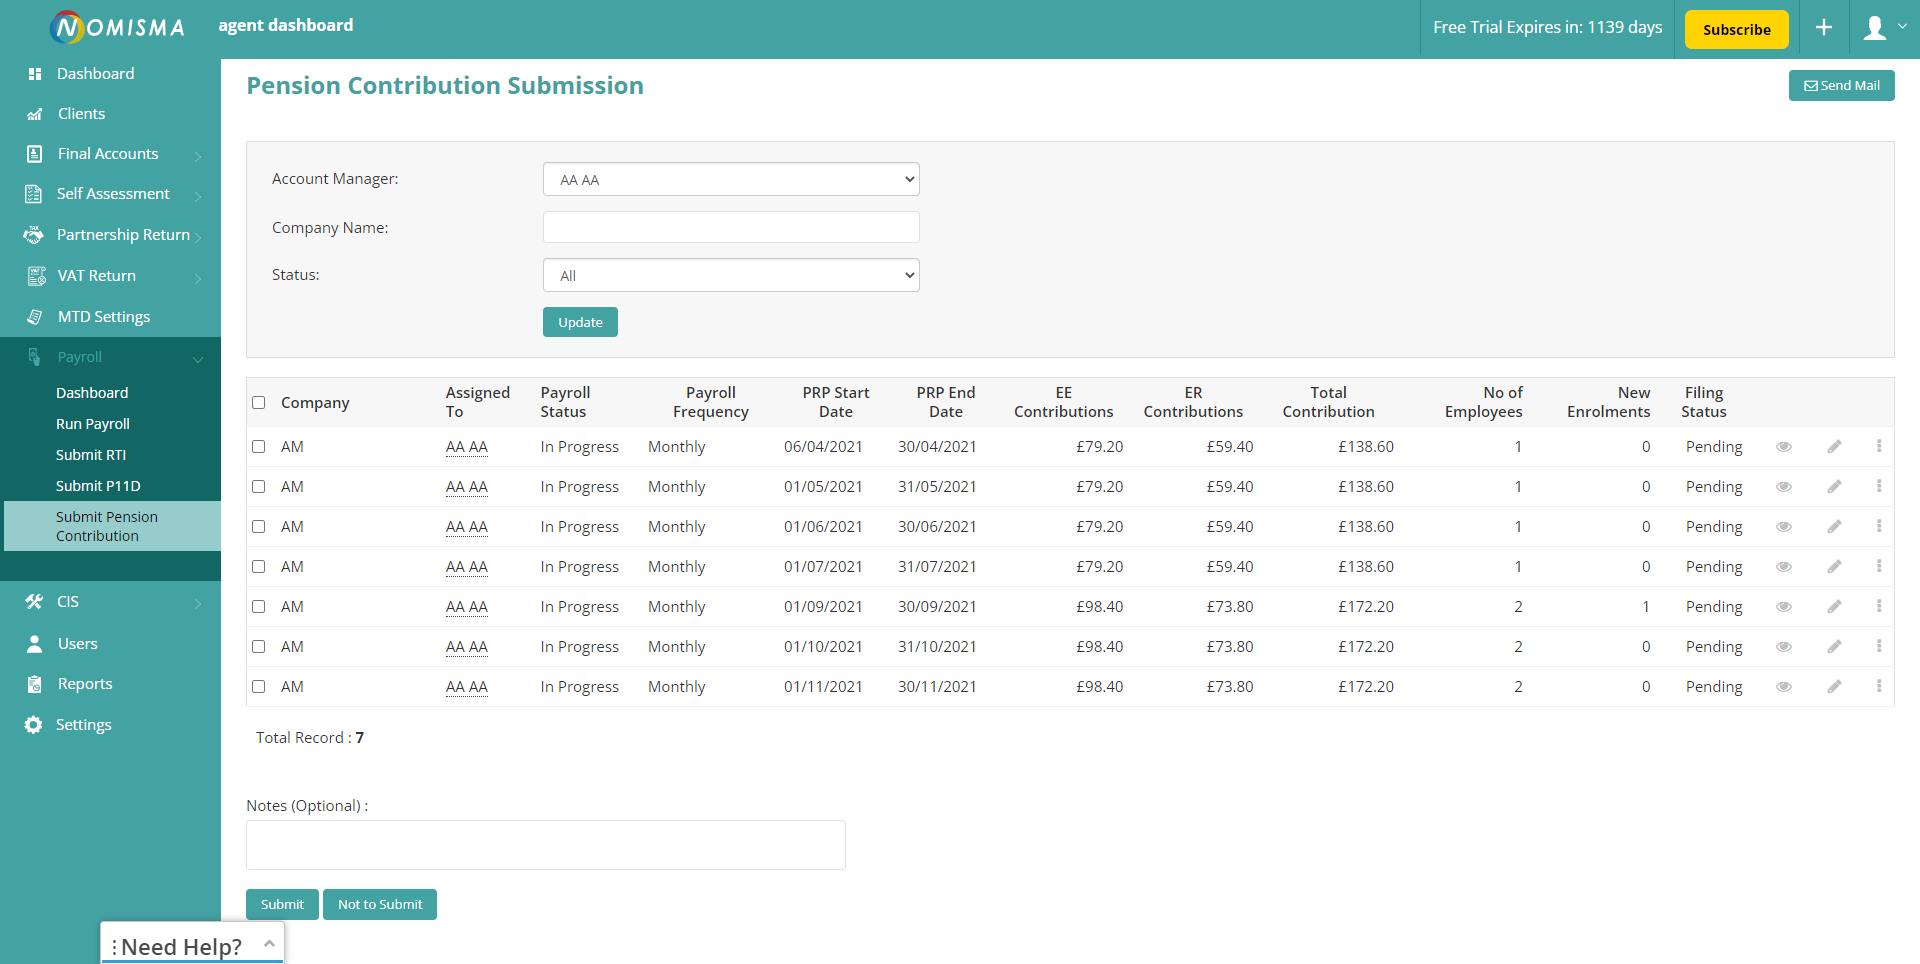 NOMISMA
agent dashboard
Free Trial Expires in: 1139 days
Subscribe
Dashboard
Clients
Final Accounts
Self Assessment
Partnership Return
VAT Return
MTD Settings
Payroll
Dashboard
Run Payroll
Submit RTI
Submit P11D
Submit Pension
Contribution
CIS
Users
Reports
Settings
Pension Contribution Submission
Send Mail
Account Manager: AA AA
Company Name:
Status: All
Update
Company Assigned To Payroll Status Payroll Frequency PRP Start Date PRP End Date EE Contributions ER Contributions Total Contribution No of Employees New Enrolments Filing Status
AM AA AA In Progress Monthly 06/04/2021 30/04/2021 £79.20 £59.40 £138.60 1 0 Pending
AM AA AA In Progress Monthly 01/05/2021 31/05/2021 £79.20 £59.40 £138.60 1 0 Pending
AM AA AA In Progress Monthly 01/06/2021 30/06/2021 £79.20 £59.40 £138.60 1 0 Pending
AM AA AA In Progress Monthly 01/07/2021 31/07/2021 £79.20 £59.40 £138.60 1 0 Pending
AM AA AA In Progress Monthly 01/09/2021 30/09/2021 £98.40 £73.80 £172.20 2 1 Pending
AM AA AA In Progress Monthly 01/10/2021 31/10/2021 £98.40 £73.80 £172.20 2 0 Pending
AM AA AA In Progress Monthly 01/11/2021 30/11/2021 £98.40 £73.80 £172.20 2 0 Pending
Total Record : 7
Notes (Optional) :
Submit Not to Submit
Need Help?